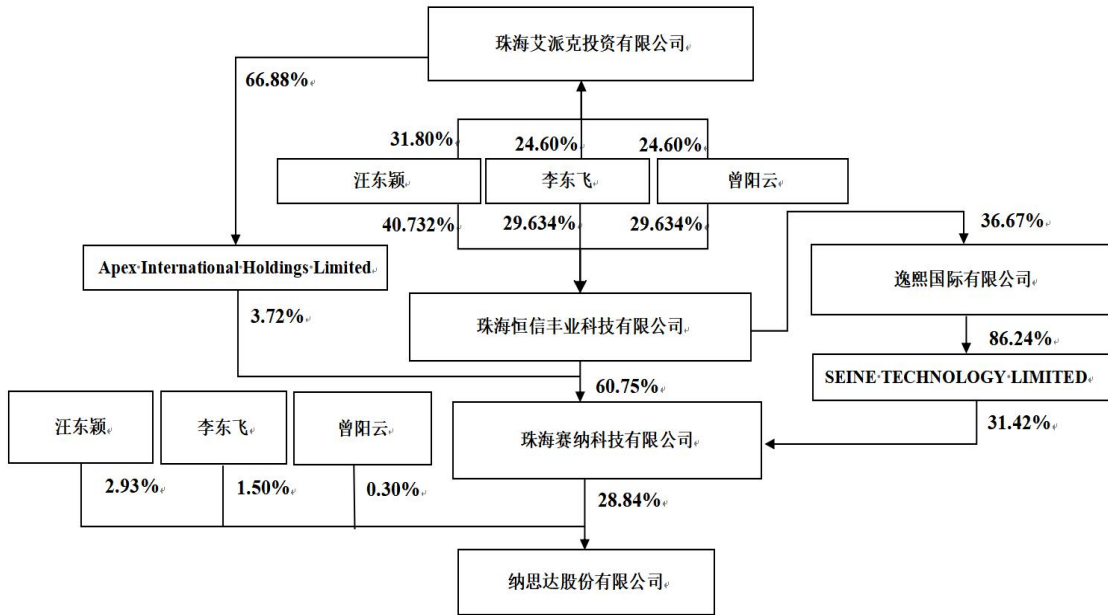 珠海艾派克投资有限公司
66.88%
31.80%
24.60%
24.60%
汪东颖
李东飞
曾阳云
40.732%
29.634%
29.634%
36.67%
Apex International Holdings Limited
逸熙国际有限公司
3.72%
珠海恒信丰业科技有限公司
86.24%
60.75%
SEINE TECHNOLOGY LIMITED
汪东颖
李东飞
曾阳云
珠海赛纳科技有限公司
31.42%
2.93%
1.50%
0.30%
28.84%
纳思达股份有限公司